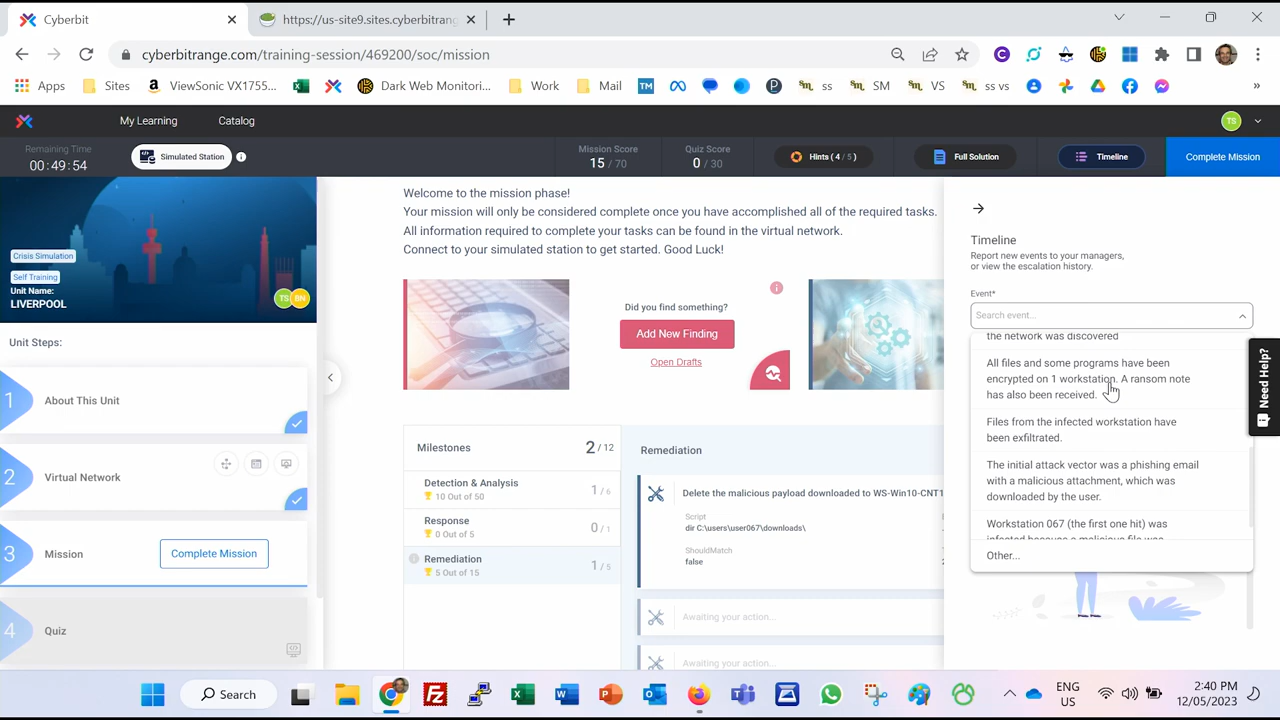 Cyberbit
https://us-site9.sites.cyberbitrang
cyberbitrange.com/training-session/469200/soc/mission
Apps
Sites
ViewSonic VX1755...
Dark Web Monitori...
Work
Mail
TM
ss
SM
VS
ss vs
»
My Learning
Catalog
TS
Remaining Time
00:49:54
Simulated Station
Mission Score
15 / 70
Quiz Score
0 / 30
Hints ( 4 / 5 )
Full Solution
Timeline
Complete Mission
Crisis Simulation
Self Training
Unit Name:
LIVERPOOL
TS
BN
Unit Steps:
1
About This Unit
2
Virtual Network
3
Mission
Complete Mission
4
Quiz
Welcome to the mission phase!
Your mission will only be considered complete once you have accomplished all of the required tasks.
All information required to complete your tasks can be found in the virtual network.
Connect to your simulated station to get started. Good Luck!
Did you find something?
Add New Finding
Open Drafts
Milestones
2/12
Detection & Analysis
10 Out of 50
1/6
Response
0 Out of 5
0/1
Remediation
5 Out of 15
1/5
Remediation
Delete the malicious payload downloaded to WS-Win10-CNT1
Script
dir C:\users\user067\downloads\
ShouldMatch
false
Awaiting your action...
Awaiting your action...
Timeline
Report new events to your managers,
or view the escalation history.
Event*
Search event...
the network was discovered
All files and some programs have been
encrypted on 1 workstation. A ransom note
has also been received.
Files from the infected workstation have
been exfiltrated.
The initial attack vector was a phishing email
with a malicious attachment, which was
downloaded by the user.
Workstation 067 (the first one hit) was
infected because a malicious file was
Other...
Need Help?
Search
ENG
US
2:40 PM
12/05/2023